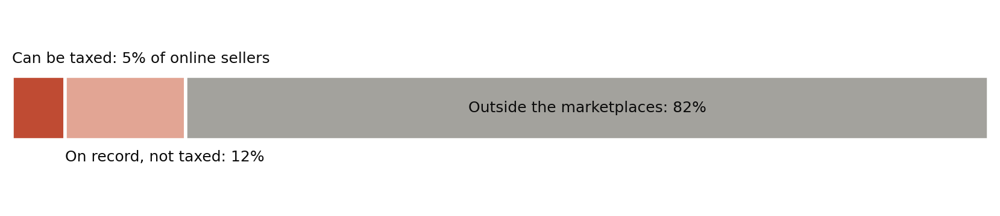 Can be taxed: 5% of online sellers
Outside the marketplaces: 82%
On record, not taxed: 12%